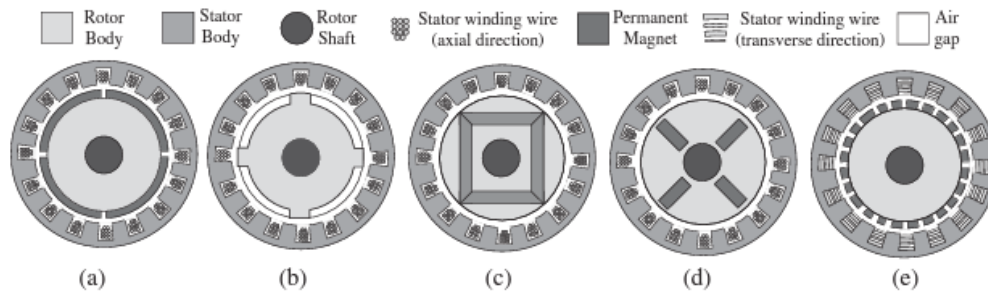 Rotor Body
Stator Body
Rotor Shaft
Stator winding wire (axial direction)
Permanent Magnet
Stator winding wire (transverse direction)
Air gap
(a) (b) (c) (d) (e)